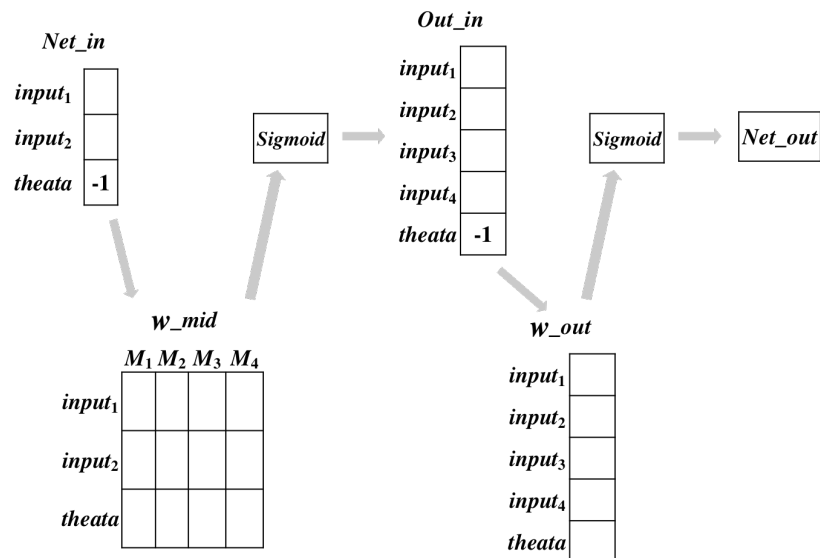 Net_in
input1
input2
theata -1
Sigmoid
Out_in
input1
input2
input3
input4
theata -1
Sigmoid
Net_out
w_mid
M1 M2 M3 M4
input1
input2
theata
w_out
input1
input2
input3
input4
theata